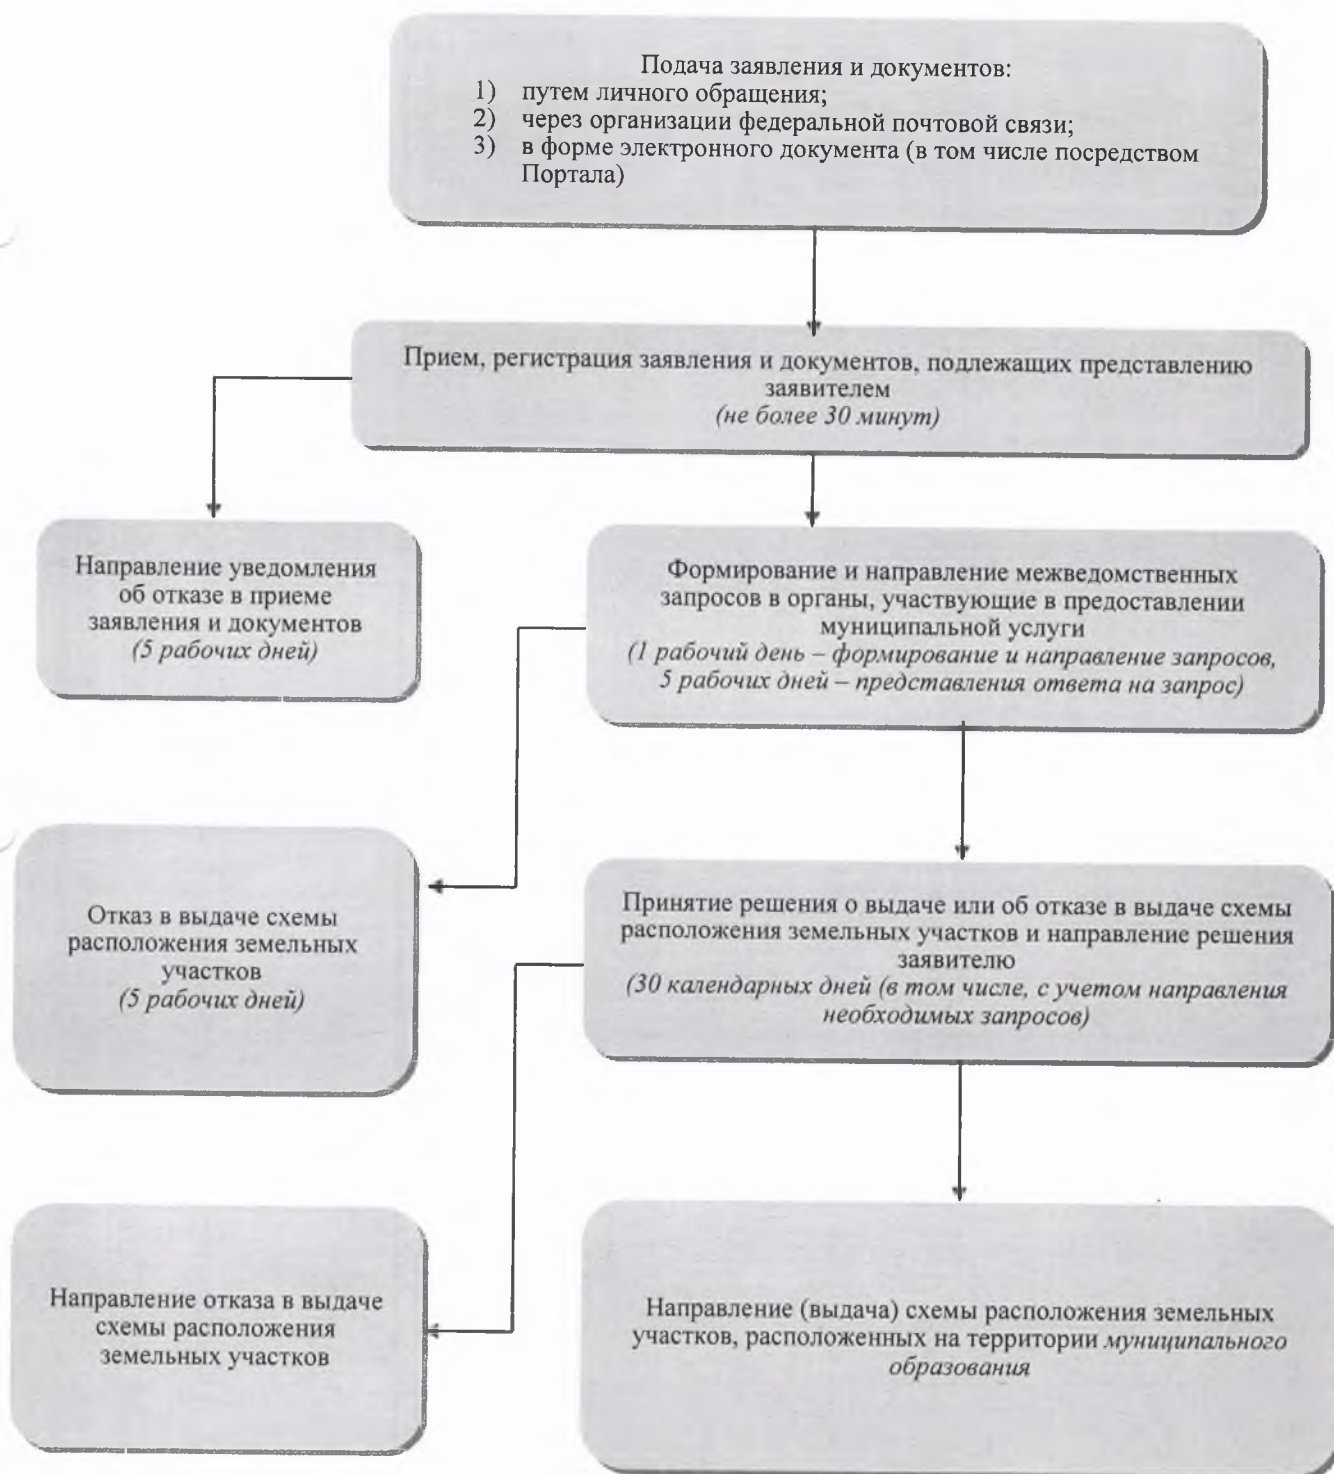 Подача заявления и документов:
1) путем личного обращения;
2) через организации федеральной почтовой связи;
3) в форме электронного документа (в том числе посредством
Портала)
Прием, регистрация заявления и документов, подлежащих представлению
заявителем
(не более 30 минут)
Направление уведомления
об отказе в приеме
заявления и документов
(5 рабочих дней)
Формирование и направление межведомственных
запросов в органы, участвующие в предоставлении
муниципальной услуги
(1 рабочий день – формирование и направление запросов,
5 рабочих дней – представления ответа на запрос)
Отказ в выдаче схемы
расположения земельных
участков
(5 рабочих дней)
Принятие решения о выдаче или об отказе в выдаче схемы
расположения земельных участков и направление решения
заявителю
(30 календарных дней (в том числе, с учетом направления
необходимых запросов)
Направление отказа в выдаче
схемы расположения
земельных участков
Направление (выдача) схемы расположения земельных
участков, расположенных на территории муниципального
образования